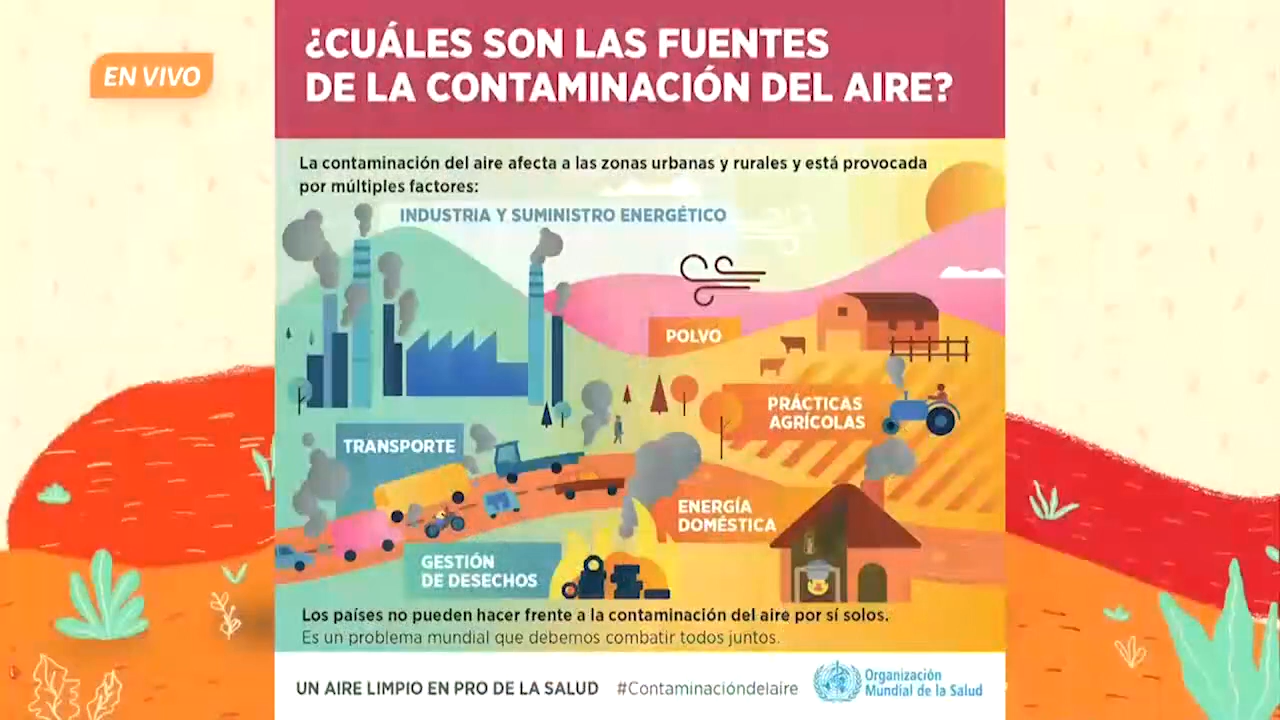 EN VIVO
¿CUÁLES SON LAS FUENTES
DE LA CONTAMINACIÓN DEL AIRE?
La contaminación del aire afecta a las zonas urbanas y rurales y está provocada
por múltiples factores:
INDUSTRIA Y SUMINISTRO ENERGÉTICO
POLVO
PRÁCTICAS
AGRÍCOLAS
TRANSPORTE
ENERGÍA
DOMÉSTICA
GESTIÓN
DE DESECHOS
Los países no pueden hacer frente a la contaminación del aire por sí solos.
Es un problema mundial que debemos combatir todos juntos.
UN AIRE LIMPIO EN PRO DE LA SALUD #Contaminacióndelaire
Organización
Mundial de la Salud